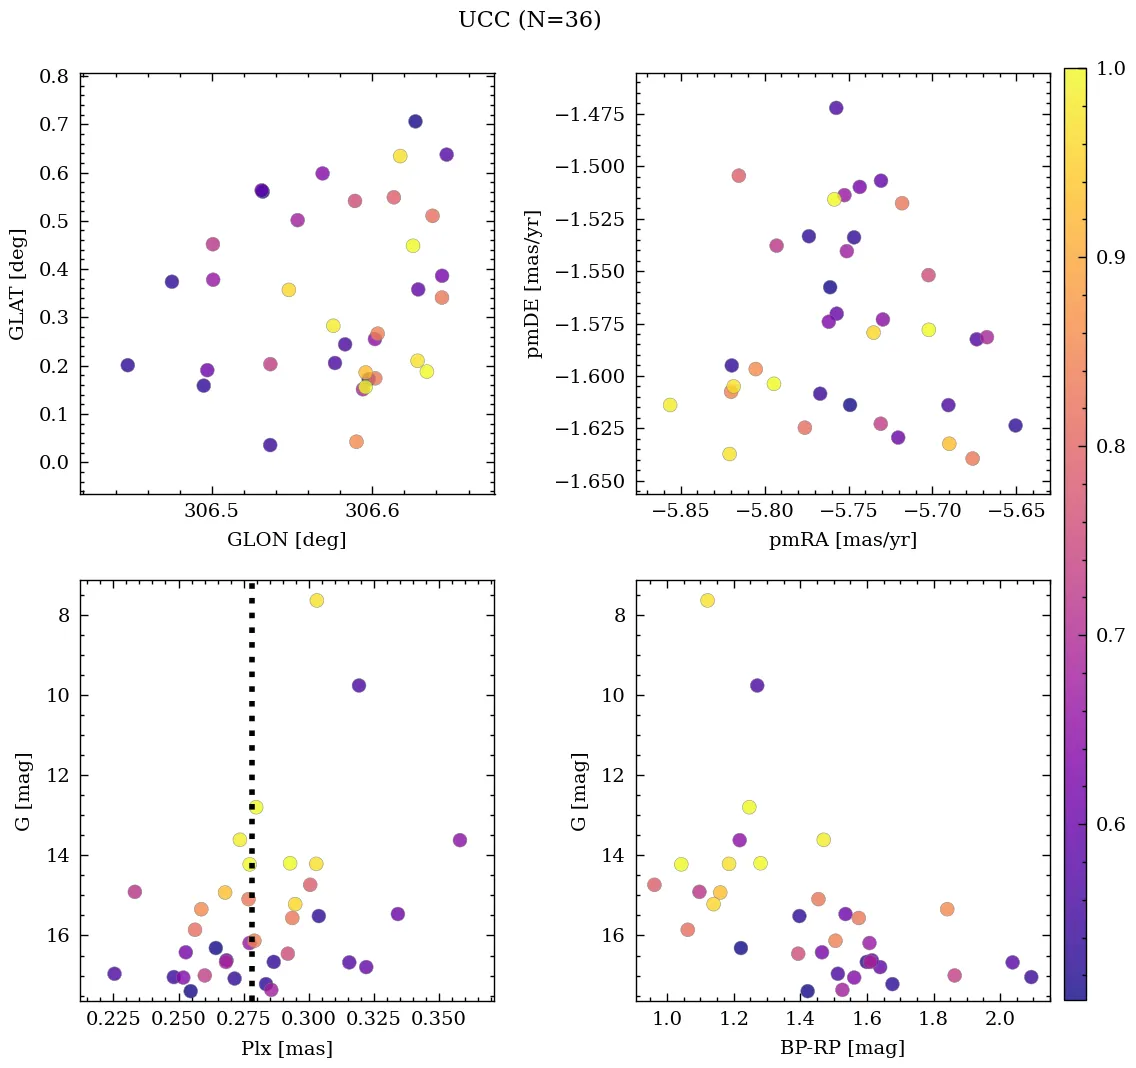 UCC (N=36)
0.8
0.7
0.6
0.5
0.4
0.3
0.2
0.1
0.0
GLAT [deg]
306.5 306.6
GLON [deg]
−1.475
−1.500
−1.525
−1.550
−1.575
−1.600
−1.625
−1.650
pmDE [mas/yr]
−5.85 −5.80 −5.75 −5.70 −5.65
pmRA [mas/yr]
1.0
0.9
0.8
0.7
0.6
8
10
12
14
16
G [mag]
0.225 0.250 0.275 0.300 0.325 0.350
Plx [mas]
8
10
12
14
16
G [mag]
1.0 1.2 1.4 1.6 1.8 2.0
BP-RP [mag]